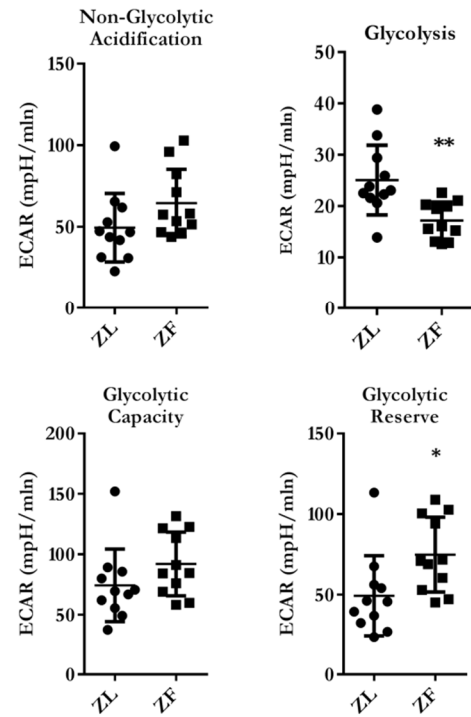 Non-Glycolytic
Acidification
ECAR (mpH/mln)
150
100
50
0
ZL
ZF
Glycolysis
ECAR (mpH/mln)
50
40
30
20
10
0
**
ZL
ZF
Glycolytic
Capacity
ECAR (mpH/mln)
200
150
100
50
0
ZL
ZF
Glycolytic
Reserve
ECAR (mpH/mln)
150
100
50
0
*
ZL
ZF